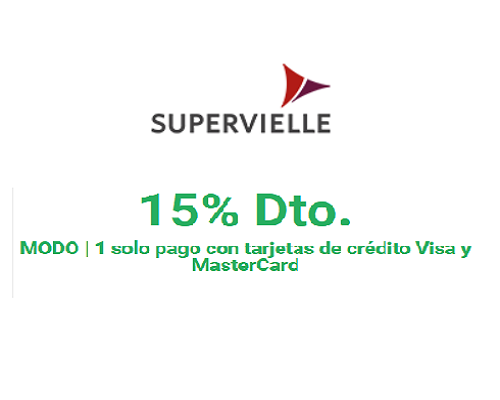 SUPERVIELLE
15% Dto.
MODO | 1 solo pago con tarjetas de crédito Visa y
MasterCard